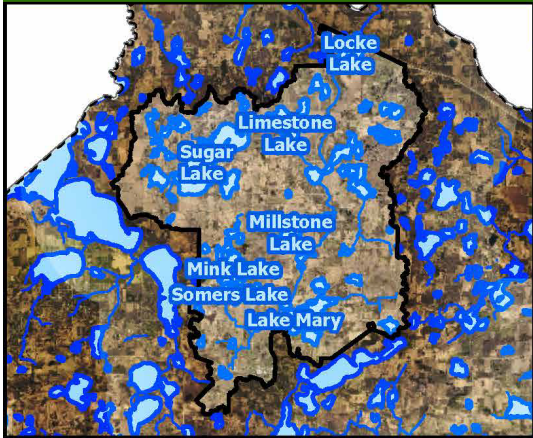 Locke
Lake
Limestone
Lake
Sugar
Lake
Millstone
Lake
Mink Lake
Somers Lake
Lake Mary